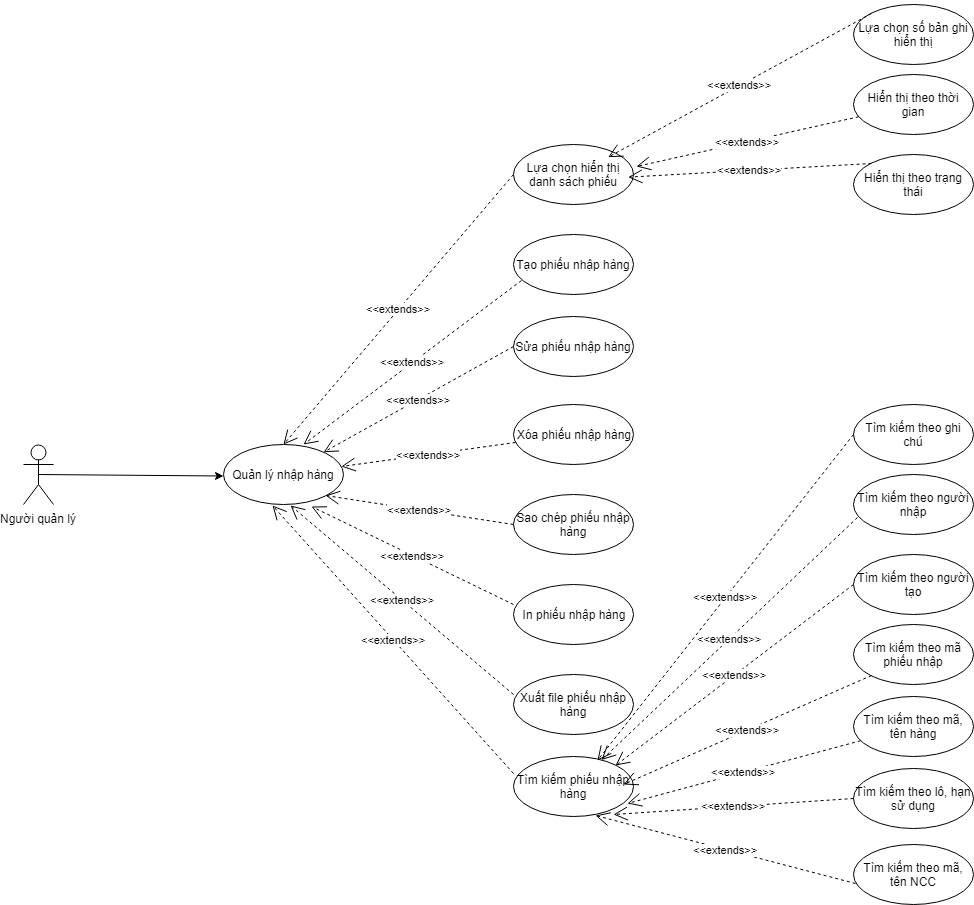 Lựa chọn số bản ghi
hiển thị
<<extends>>
Hiển thị theo thời
gian
<<extends>>
Lựa chọn hiển thị
danh sách phiếu
<<extends>>
Hiển thị theo trạng
thái
Tạo phiếu nhập hàng
<<extends>>
Sửa phiếu nhập hàng
<<extends>>
<<extends>>
Xóa phiếu nhập hàng
<<extends>>
Tìm kiếm theo ghi
chú
Quản lý nhập hàng
Người quản lý
Sao chép phiếu nhập
hàng
<<extends>>
Tìm kiếm theo người
nhập
<<extends>>
Tìm kiếm theo người
tạo
<<extends>>
In phiếu nhập hàng
<<extends>>
<<extends>>
<<extends>>
Tìm kiếm theo mã
phiếu nhập
<<extends>>
Xuất file phiếu nhập
hàng
<<extends>>
Tìm kiếm theo mã,
tên hàng
<<extends>>
Tìm kiếm phiếu nhập
hàng
Tìm kiếm theo lô, hạn
sử dụng
<<extends>>
<<extends>>
Tìm kiếm theo mã,
tên NCC